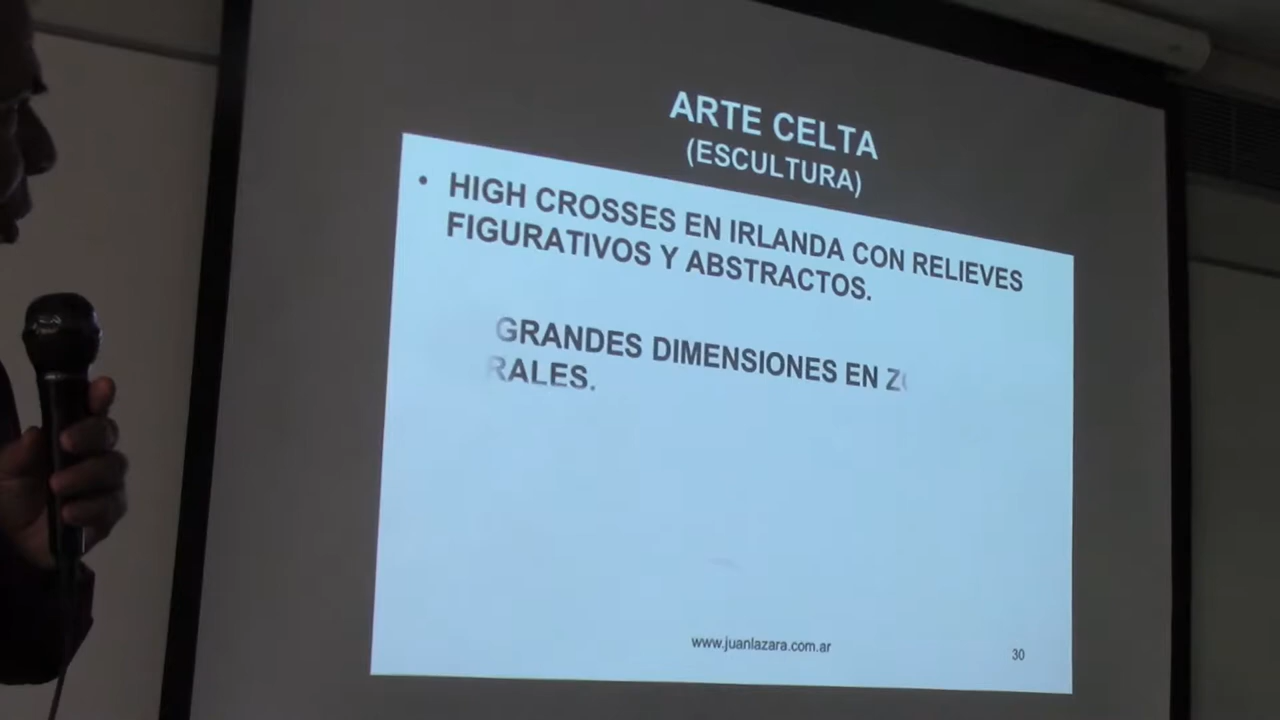 ARTE CELTA
(ESCULTURA)
• HIGH CROSSES EN IRLANDA CON RELIEVES
FIGURATIVOS Y ABSTRACTOS.
GRANDES DIMENSIONES EN
RALES.
www.juanlazara.com.ar
30